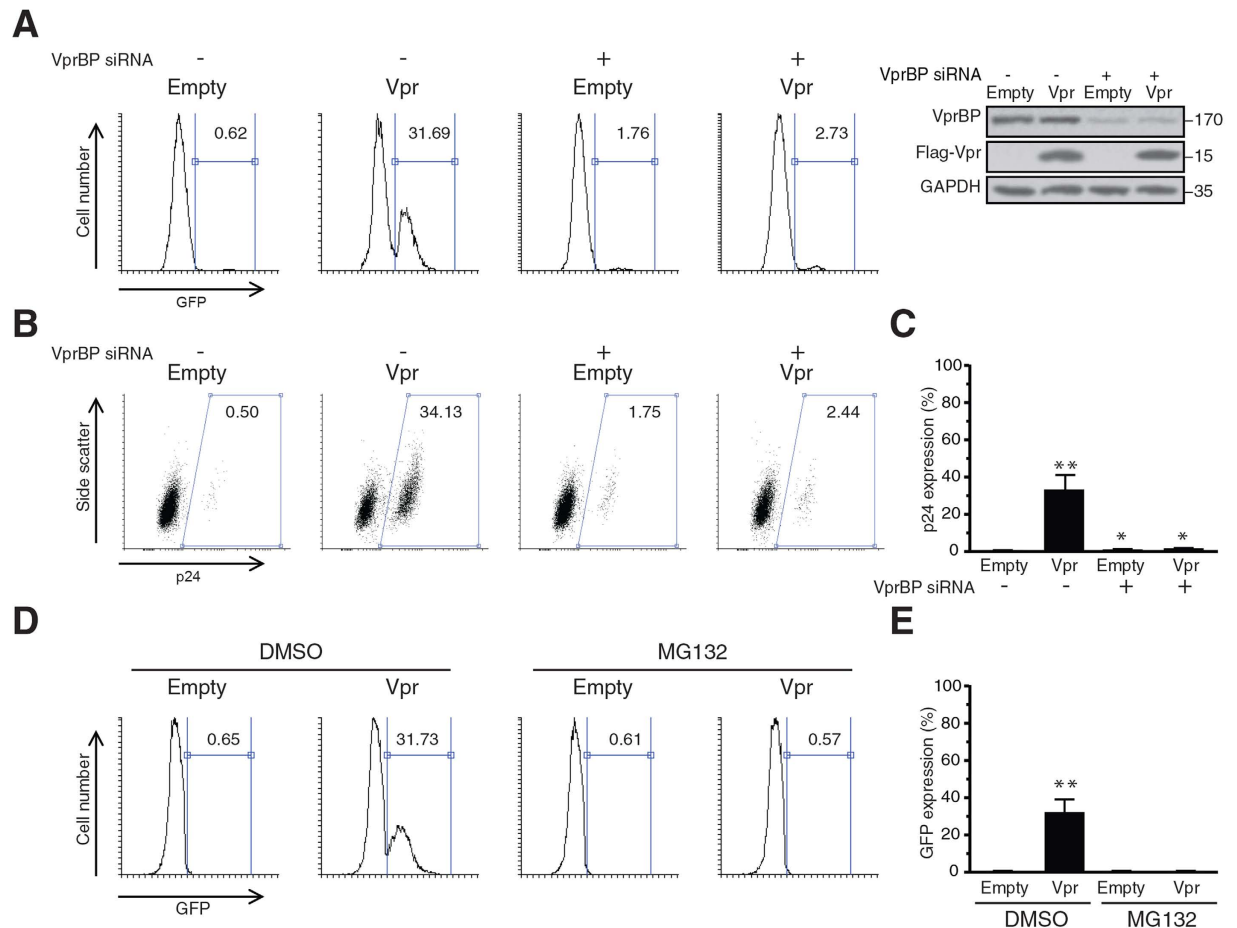 A
VprBP siRNA - - + +
Empty Vpr Empty Vpr
0.62 31.69 1.76 2.73
Cell number
GFP
VprBP siRNA - - + +
Empty Vpr Empty Vpr
VprBP 170
Flag-Vpr 15
GAPDH 35
B
VprBP siRNA - - + +
Empty Vpr Empty Vpr
0.50 34.13 1.75 2.44
Side scatter
p24
C
p24 expression (%)
100
80
60
40
20
0
** * *
Empty Vpr Empty Vpr
VprBP siRNA - - + +
D
DMSO MG132
Empty Vpr Empty Vpr
0.65 31.73 0.61 0.57
Cell number
GFP
E
GFP expression (%)
100
80
60
40
20
0
**
Empty Vpr Empty Vpr
DMSO MG132